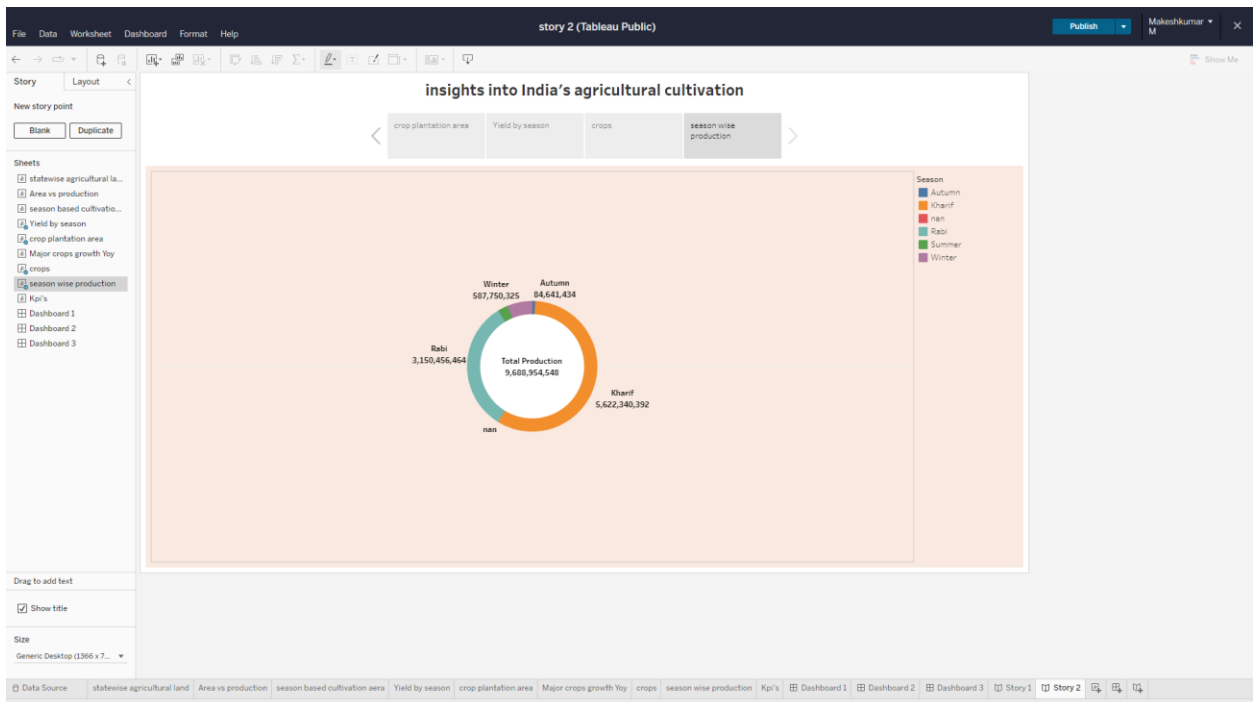 story 2 (Tableau Public)
Publish
Makeshkumar
M
File Data Worksheet Dashboard Format Help
Show Me
Story Layout
New story point
Blank Duplicate
Sheets
statewise agricultural la...
Area vs production
season based cultivatio...
Yield by season
crop plantation area
Major crops growth Yoy
crops
season wise production
Kpi's
Dashboard 1
Dashboard 2
Dashboard 3
Drag to add text
Show title
Size
Generic Desktop (1366 x 7...
insights into India's agricultural cultivation
crop plantation area
Yield by season
crops
season wise
production
Winter
587,750,325
Autumn
84,641,434
Rabi
3,150,456,464
Total Production
9,688,954,548
Kharif
5,622,340,392
nan
Season
Autumn
Kharif
nan
Rabi
Summer
Winter
Data Source statewise agricultural land Area vs production season based cultivation aera Yield by season crop plantation area Major crops growth Yoy crops season wise production Kpi's Dashboard 1 Dashboard 2 Dashboard 3 Story 1 Story 2